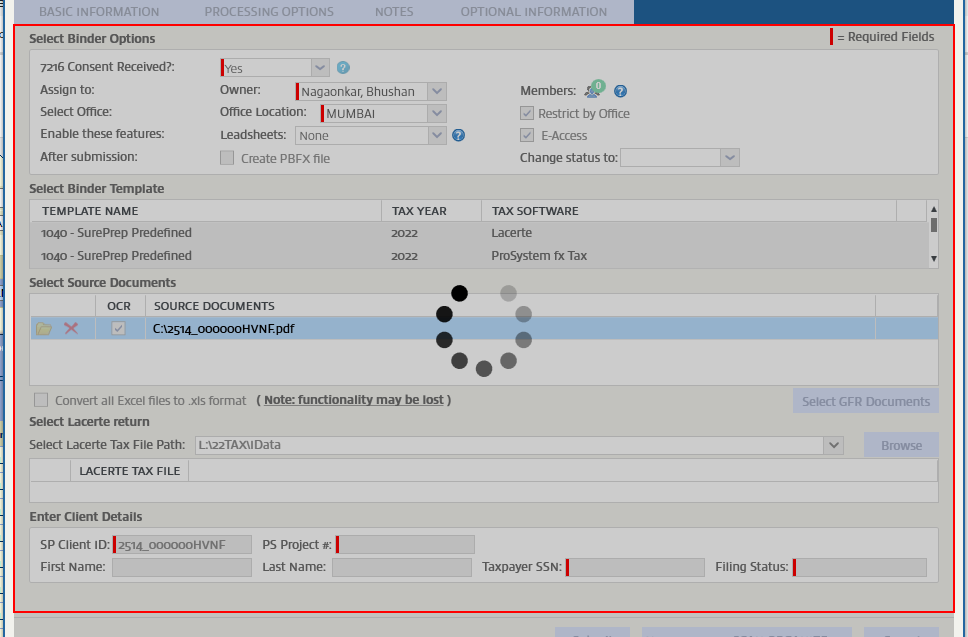 BASIC INFORMATION PROCESSING OPTIONS NOTES OPTIONAL INFORMATION
Select Binder Options = Required Fields
7216 Consent Received?: Yes ?
Assign to: Owner: Nagaonkar, Bhushan Members: 0 ?
Select Office: Office Location: MUMBAI Restrict by Office
Enable these features: Leadsheets: None ? E-Access
After submission: Create PBFX file Change status to:
Select Binder Template
TEMPLATE NAME TAX YEAR TAX SOFTWARE
1040 - SurePrep Predefined 2022 Lacerte
1040 - SurePrep Predefined 2022 ProSystem fx Tax
Select Source Documents
OCR SOURCE DOCUMENTS
C:\2514_000000HVNF.pdf
Convert all Excel files to .xls format ( Note: functionality may be lost ) Select GFR Documents
Select Lacerte return
Select Lacerte Tax File Path: L:\22TAX\IData Browse
LACERTE TAX FILE
Enter Client Details
SP Client ID: 2514_000000HVNF PS Project #:
First Name: Last Name: Taxpayer SSN: Filing Status: